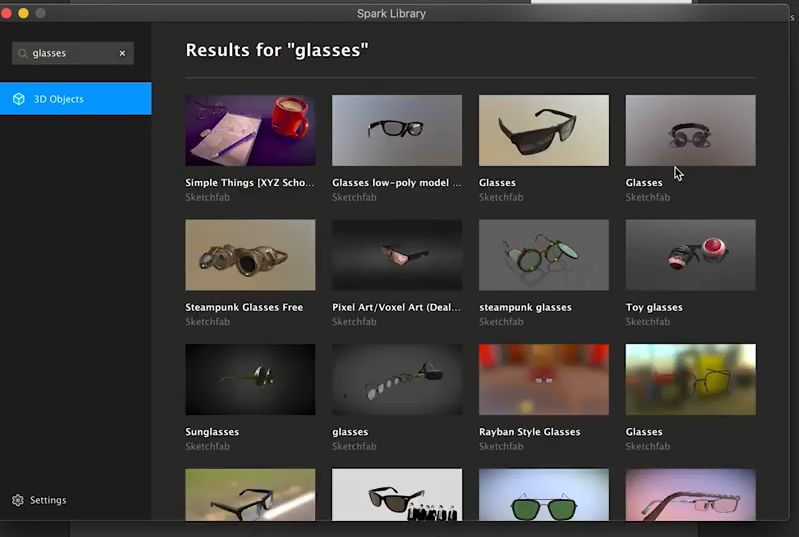 Spark Library
glasses
3D Objects
Results for "glasses"
Simple Things [XYZ Scho...
Sketchfab
Glasses low-poly model ...
Sketchfab
Glasses
Sketchfab
Glasses
Sketchfab
Steampunk Glasses Free
Sketchfab
Pixel Art/Voxel Art (Deal...
Sketchfab
steampunk glasses
Sketchfab
Toy glasses
Sketchfab
Sunglasses
Sketchfab
glasses
Sketchfab
Rayban Style Glasses
Sketchfab
Glasses
Sketchfab
Settings